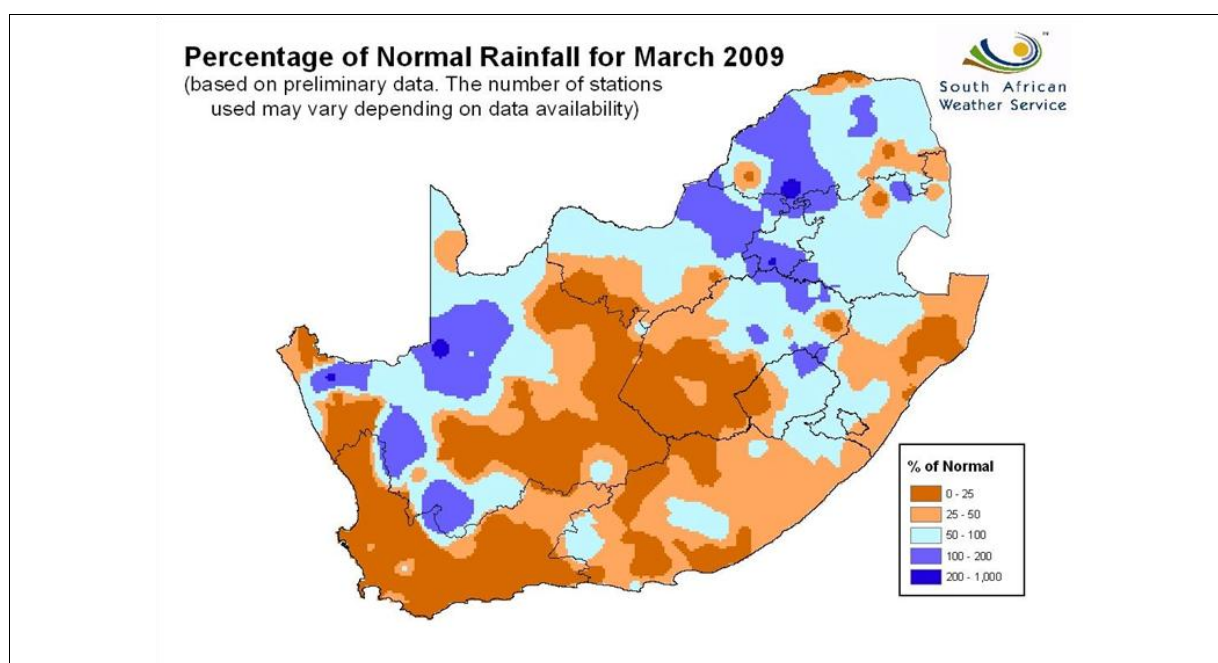 Percentage of Normal Rainfall for March 2009
(based on preliminary data. The number of stations
used may vary depending on data availability)
South African
Weather Service
% of Normal
0 - 25
25 - 50
50 - 100
100 - 200
200 - 1,000